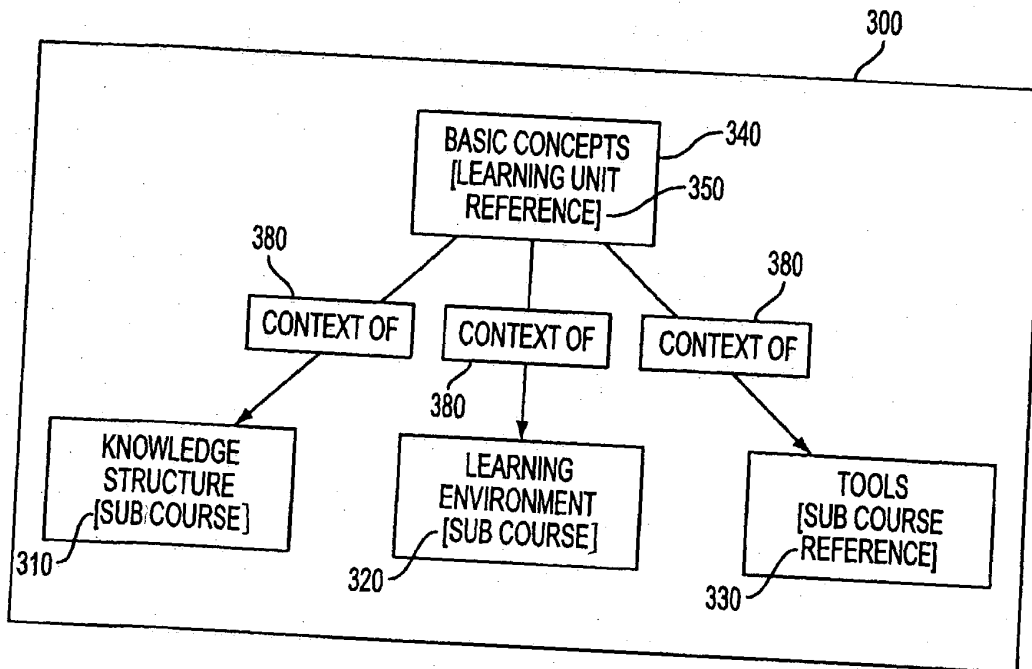 300
BASIC CONCEPTS
[LEARNING UNIT
REFERENCE]
340
350
380
CONTEXT OF
CONTEXT OF
380
380
CONTEXT OF
KNOWLEDGE
STRUCTURE
[SUB COURSE]
310
LEARNING
ENVIRONMENT
[SUB COURSE]
320
TOOLS
[SUB COURSE
REFERENCE]
330